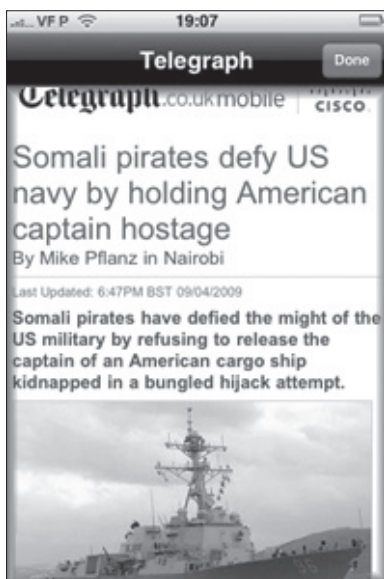 VF P 19:07
Telegraph Done
Telegraph.co.uk mobile
CISCO
Somali pirates defy US
navy by holding American
captain hostage
By Mike Pflanz in Nairobi
Last Updated: 6:47PM BST 09/04/2009
Somali pirates have defied the might of the
US military by refusing to release the
captain of an American cargo ship
kidnapped in a bungled hijack attempt.